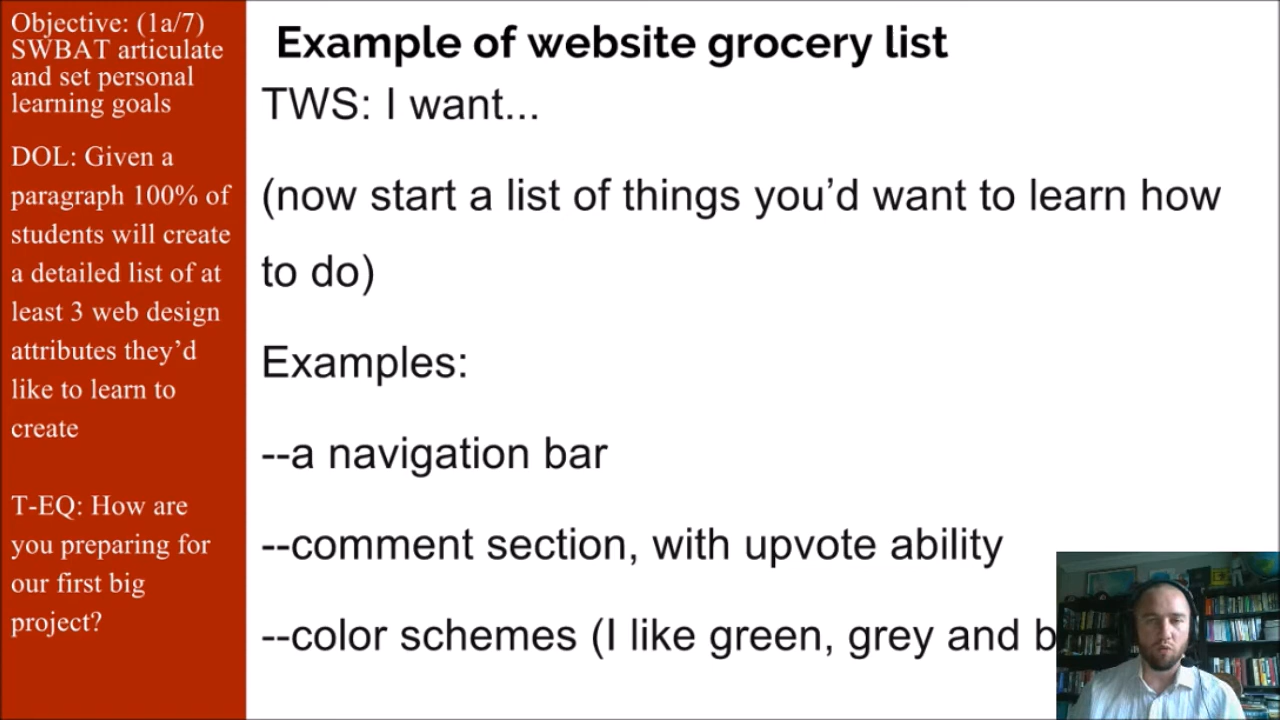 Objective: (1a/7)
SWBAT articulate
and set personal
learning goals
DOL: Given a
paragraph 100% of
students will create
a detailed list of at
least 3 web design
attributes they’d
like to learn to
create
T-EQ: How are
you preparing for
our first big
project?
Example of website grocery list
TWS: I want...
(now start a list of things you’d want to learn how
to do)
Examples:
--a navigation bar
--comment section, with upvote ability
--color schemes (I like green, grey and